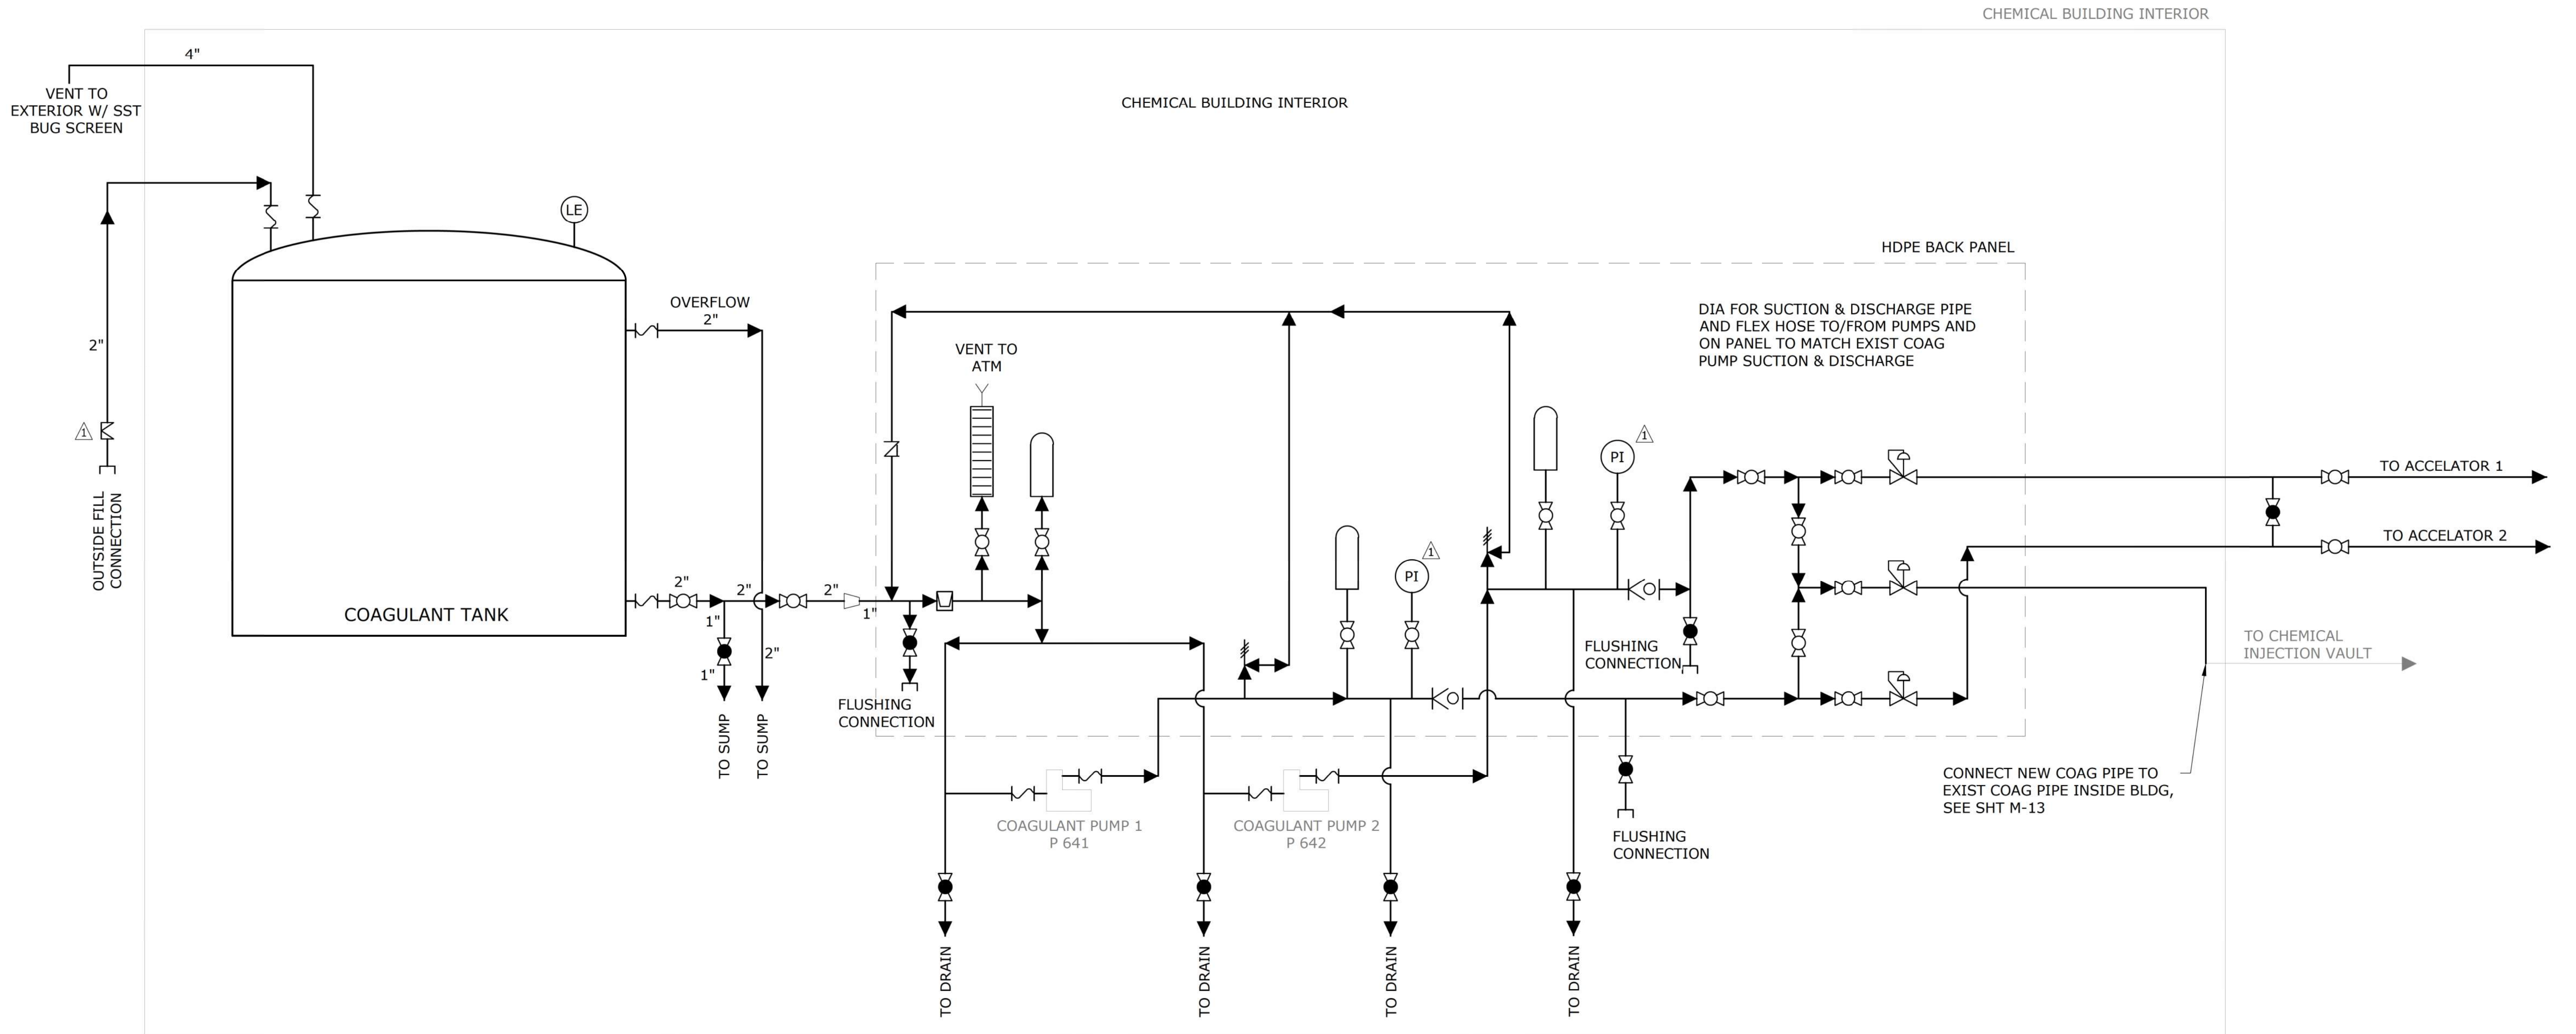 CHEMICAL BUILDING INTERIOR
4"
VENT TO
EXTERIOR W/ SST
BUG SCREEN
CHEMICAL BUILDING INTERIOR
LE
HDPE BACK PANEL
OVERFLOW
2"
DIA FOR SUCTION & DISCHARGE PIPE
AND FLEX HOSE TO/FROM PUMPS AND
ON PANEL TO MATCH EXIST COAG
PUMP SUCTION & DISCHARGE
2"
VENT TO
ATM
1
1
PI
TO ACCELATOR 1
OUTSIDE FILL
CONNECTION
TO ACCELATOR 2
1
PI
2"
2"
2"
1"
1"
COAGULANT TANK
2"
1"
FLUSHING
CONNECTION
TO CHEMICAL
INJECTION VAULT
FLUSHING
CONNECTION
TO SUMP
TO SUMP
CONNECT NEW COAG PIPE TO
EXIST COAG PIPE INSIDE BLDG,
SEE SHT M-13
COAGULANT PUMP 1
P 641
COAGULANT PUMP 2
P 642
FLUSHING
CONNECTION
TO DRAIN
TO DRAIN
TO DRAIN
TO DRAIN